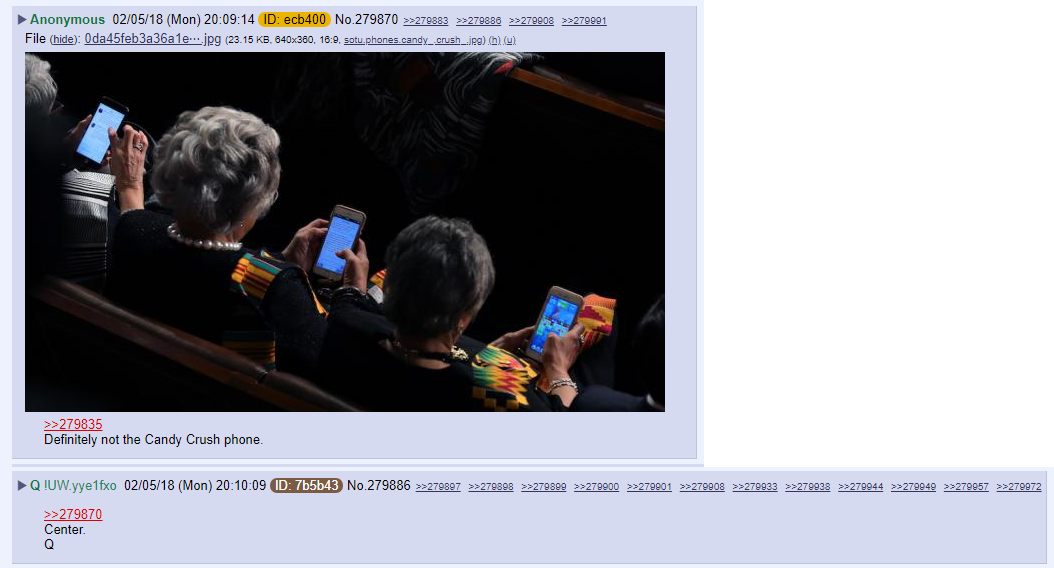 ▶ Anonymous 02/05/18 (Mon) 20:09:14 ID: ecb400 No.279870 >>279883 >>279886 >>279908 >>279991
File (hide): 0da45feb3a36a1e⋯.jpg (23.15 KB, 640x360, 16:9, sotu.phones.candy_.crush_.jpg) (h) (u)
>>279835
Definitely not the Candy Crush phone.
▶ Q !UW.yye1fxo 02/05/18 (Mon) 20:10:09 ID: 7b5b43 No.279886 >>279897 >>279898 >>279899 >>279900 >>279901 >>279908 >>279933 >>279938 >>279944 >>279949 >>279957 >>279972
>>279870
Center.
Q